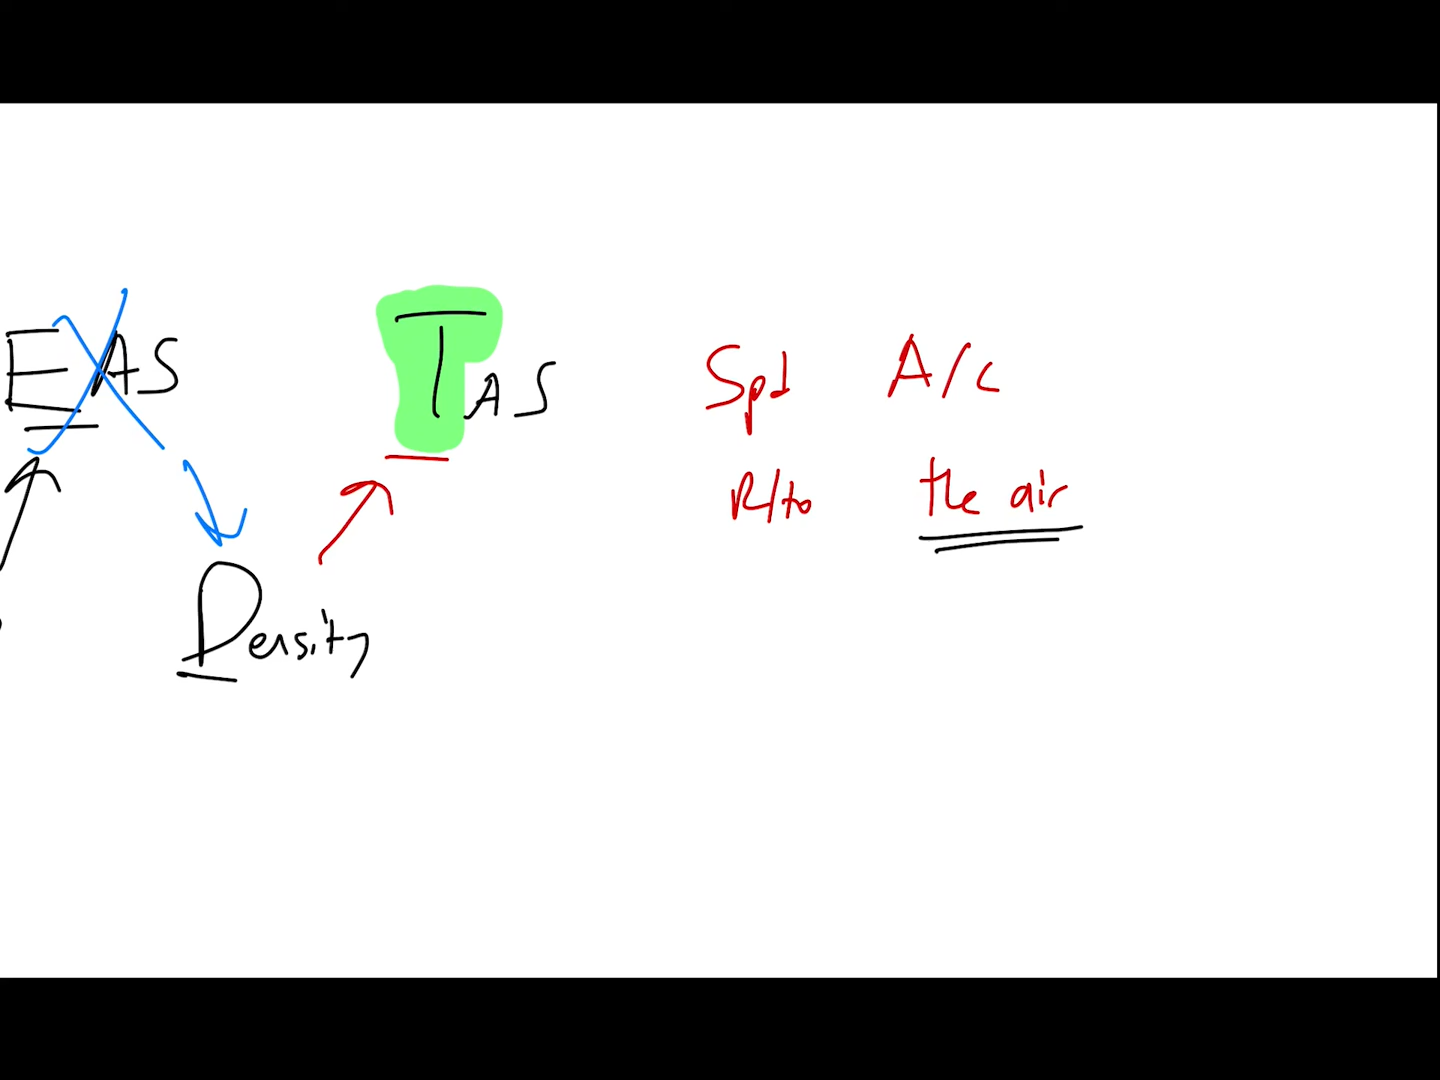 EAS
TAS
Spd A/C
R/to the air
Density